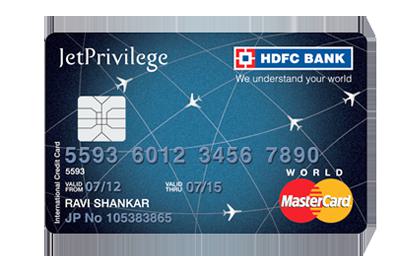 JetPrivilege
HDFC BANK
We understand your world
International Credit Card
5593 6012 3456 7890
5593
VALID FROM 07/12 VALID THRU 07/15
WORLD
RAVI SHANKAR
MasterCard
JP No 105383865